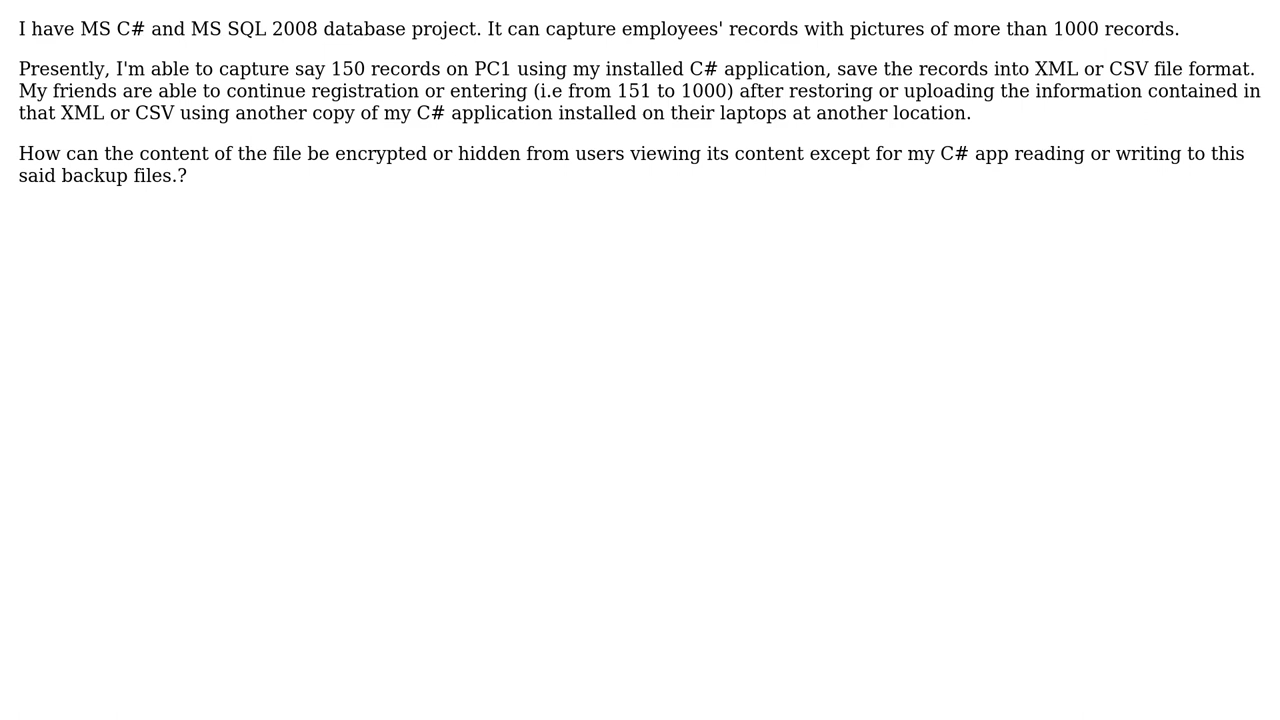 I have MS C# and MS SQL 2008 database project. It can capture employees' records with pictures of more than 1000 records.
Presently, I'm able to capture say 150 records on PC1 using my installed C# application, save the records into XML or CSV file format.
My friends are able to continue registration or entering (i.e from 151 to 1000) after restoring or uploading the information contained in
that XML or CSV using another copy of my C# application installed on their laptops at another location.
How can the content of the file be encrypted or hidden from users viewing its content except for my C# app reading or writing to this
said backup files.?